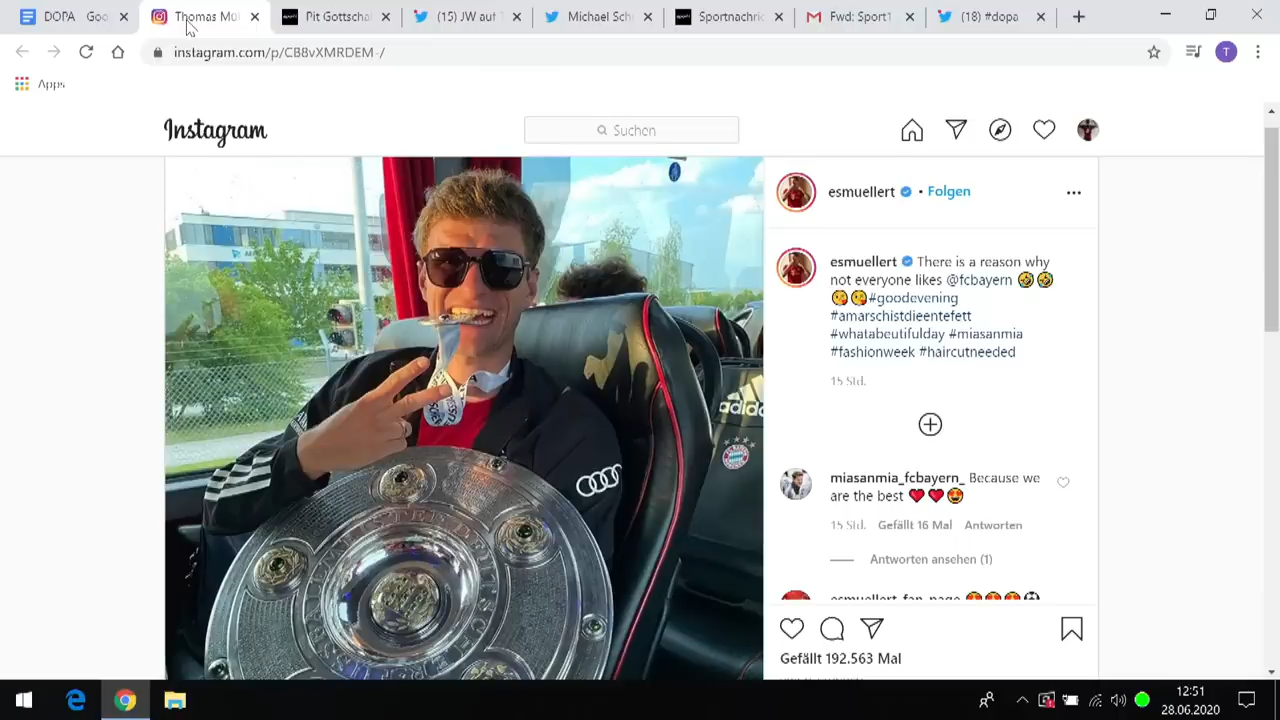 DOPA - Goo
Thomas Mü
Pit Gottscha
(15) JW auf T
Michael Sch
Sportnachric
Fwd: Sport1
(18) #dopa
instagram.com/p/CB8vXMRDEM-/
T
Apps
Instagram
Suchen
esmuellert • Folgen
esmuellert There is a reason why
not everyone likes @fcbayern 🤣🤣
😘😘#goodevening
#amarschistdieentefett
#whatabeutifulday #miasanmia
#fashionweek #haircutneeded
15 Std.
miasanmia_fcbayern_ Because we
are the best ❤️❤️😍
15 Std. Gefällt 16 Mal Antworten
Antworten ansehen (1)
esmuellert_fan_page 😍😍😍⚽
Gefällt 192.563 Mal
adidas
12:51
28.06.2020